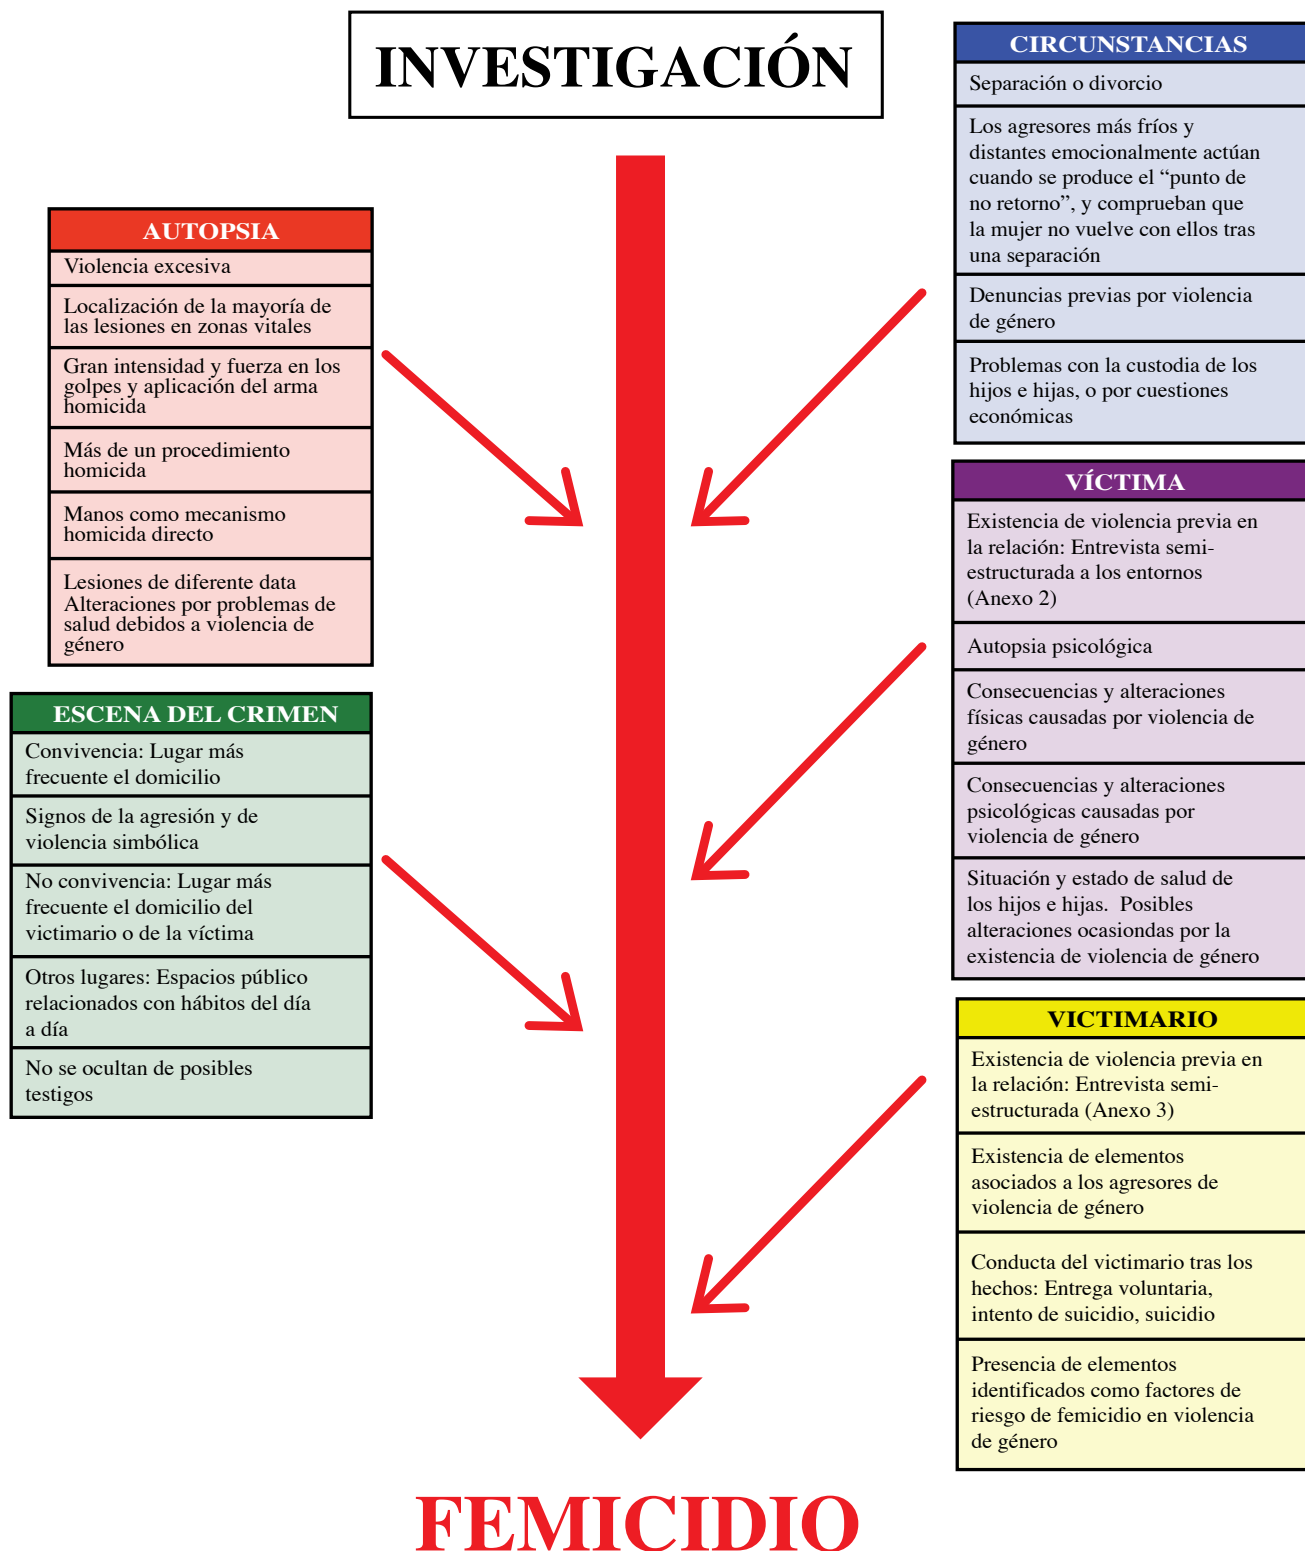 INVESTIGACIÓN
AUTOPSIA
Violencia excesiva
Localización de la mayoría de
las lesiones en zonas vitales
Gran intensidad y fuerza en los
golpes y aplicación del arma
homicida
Más de un procedimiento
homicida
Manos como mecanismo
homicida directo
Lesiones de diferente data
Alteraciones por problemas de
salud debidos a violencia de
género
ESCENA DEL CRIMEN
Convivencia: Lugar más
frecuente el domicilio
Signos de la agresión y de
violencia simbólica
No convivencia: Lugar más
frecuente el domicilio del
victimario o de la víctima
Otros lugares: Espacios público
relacionados con hábitos del día
a día
No se ocultan de posibles
testigos
CIRCUNSTANCIAS
Separación o divorcio
Los agresores más fríos y
distantes emocionalmente actúan
cuando se produce el “punto de
no retorno”, y comprueban que
la mujer no vuelve con ellos tras
una separación
Denuncias previas por violencia
de género
Problemas con la custodia de los
hijos e hijas, o por cuestiones
económicas
VÍCTIMA
Existencia de violencia previa en
la relación: Entrevista semi-
estructurada a los entornos
(Anexo 2)
Autopsia psicológica
Consecuencias y alteraciones
físicas causadas por violencia de
género
Consecuencias y alteraciones
psicológicas causadas por
violencia de género
Situación y estado de salud de
los hijos e hijas.  Posibles
alteraciones ocasiondas por la
existencia de violencia de género
VICTIMARIO
Existencia de violencia previa en
la relación: Entrevista semi-
estructurada (Anexo 3)
Existencia de elementos
asociados a los agresores de
violencia de género
Conducta del victimario tras los
hechos: Entrega voluntaria,
intento de suicidio, suicidio
Presencia de elementos
identificados como factores de
riesgo de femicidio en violencia
de género
FEMICIDIO